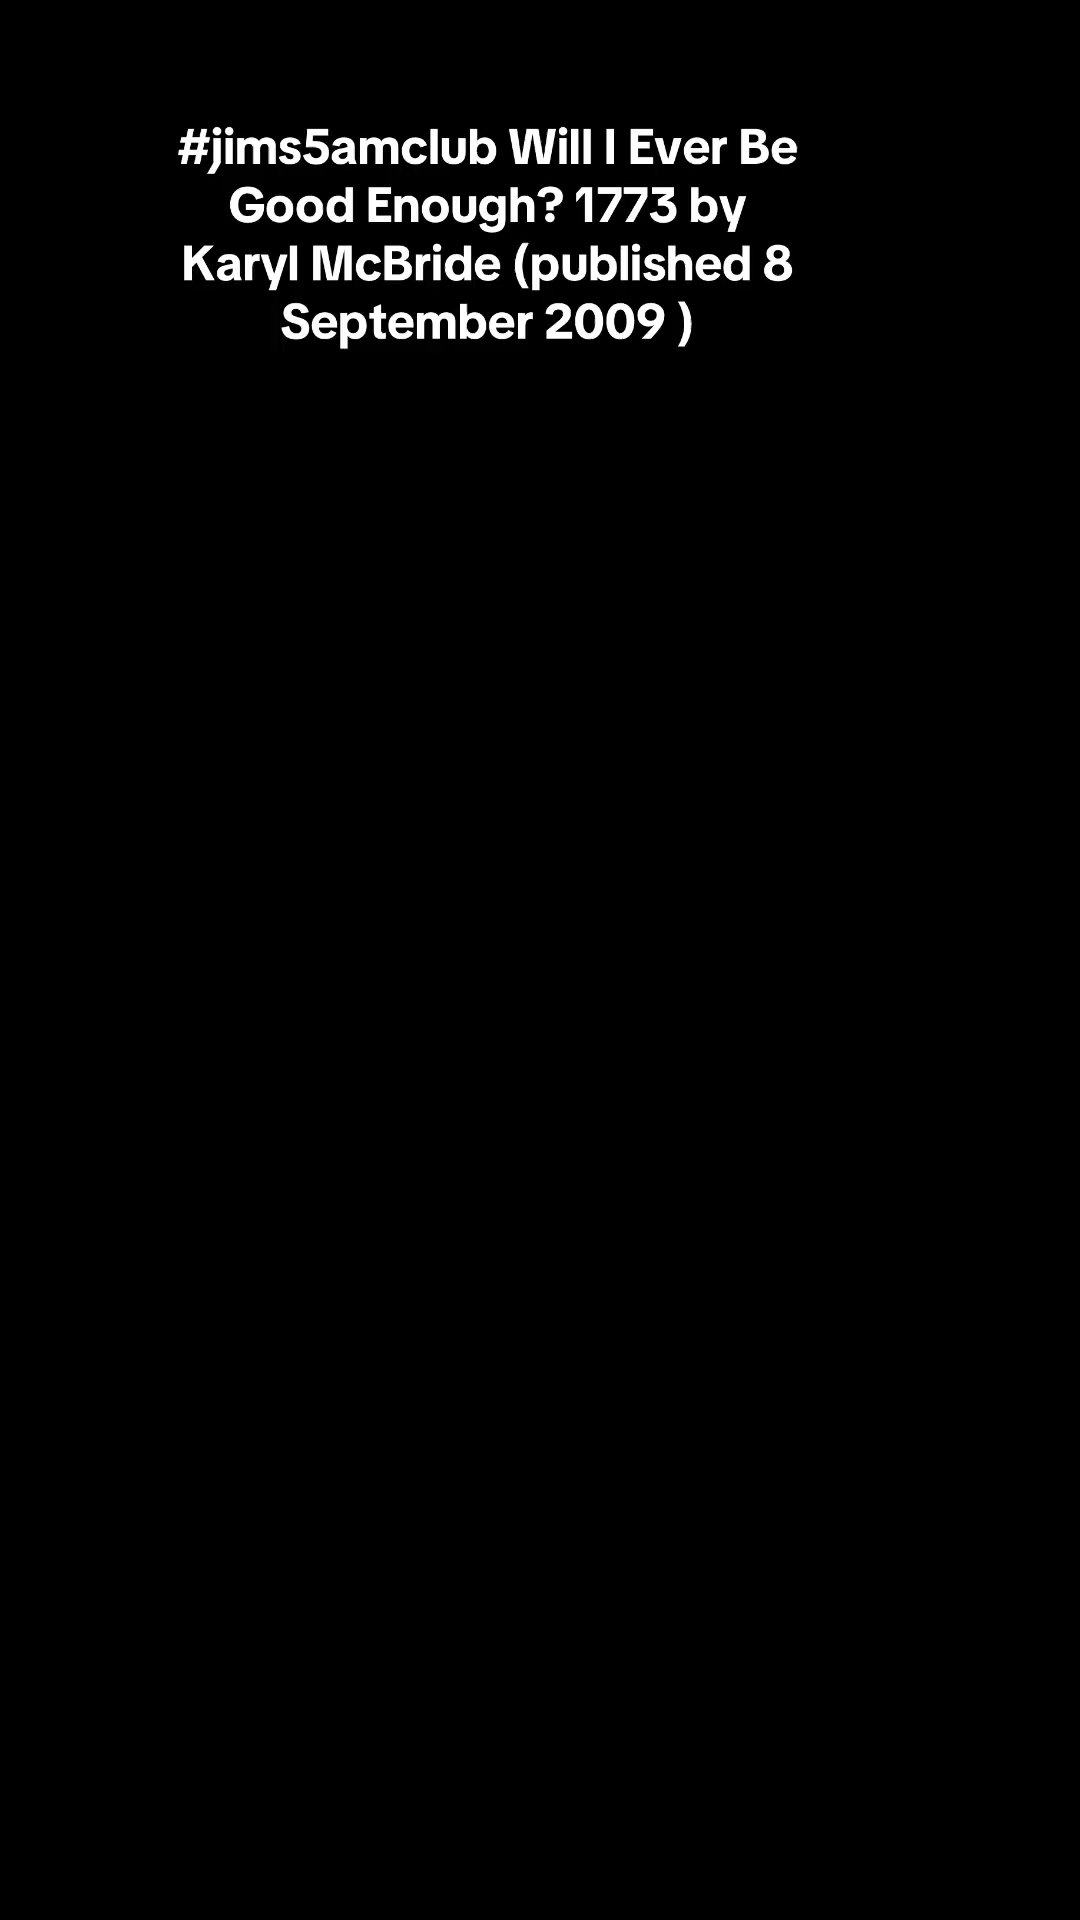 #jims5amclub Will I Ever Be
Good Enough? 1773 by
Karyl McBride (published 8
September 2009 )